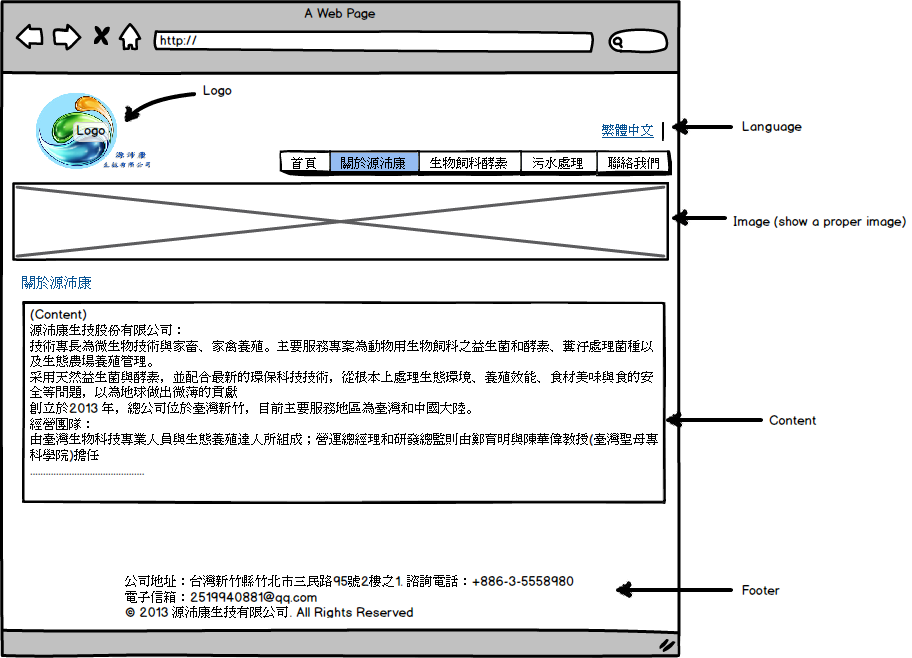 A Web Page
http://
Logo
Logo
源沛康
生技有限公司
繁體中文
Language
首頁
關於源沛康
生物飼料酵素
污水處理
聯絡我們
Image (show a proper image)
關於源沛康
(Content)
源沛康生技股份有限公司：
技術專長為微生物技術與家畜、家禽養殖。主要服務專案為動物用生物飼料之益生菌和酵素、糞汙處理菌種以
及生態農場養殖管理。
采用天然益生菌與酵素，並配合最新的環保科技技術，從根本上處理生態環境、養殖效能、食材美味與食的安
全等問題，以為地球做出微薄的貢獻
創立於2013 年，總公司位於臺灣新竹，目前主要服務地區為臺灣和中國大陸。
經營團隊：
由臺灣生物科技專業人員與生態養殖達人所組成；營運總經理和研發總監則由鄭育明與陳華偉教授(臺灣聖母專
科學院)擔任
............................................
Content
公司地址：台灣新竹縣竹北市三民路95號2樓之1. 諮詢電話：+886-3-5558980
電子信箱：2519940881@qq.com
© 2013 源沛康生技有限公司. All Rights Reserved
Footer